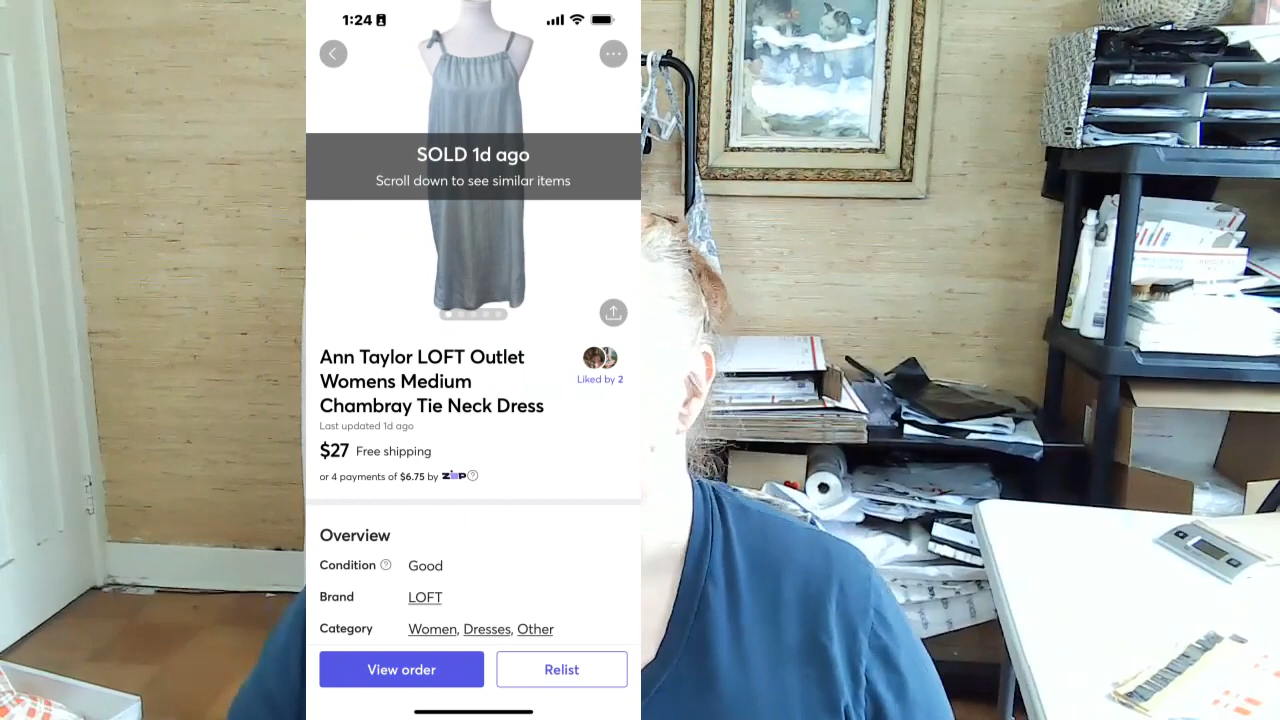 1:24
SOLD 1d ago
Scroll down to see similar items
Ann Taylor LOFT Outlet
Womens Medium
Chambray Tie Neck Dress
Liked by 2
Last updated 1d ago
$27 Free shipping
or 4 payments of $6.75 by ZIP
Overview
Condition Good
Brand LOFT
Category Women, Dresses, Other
View order
Relist